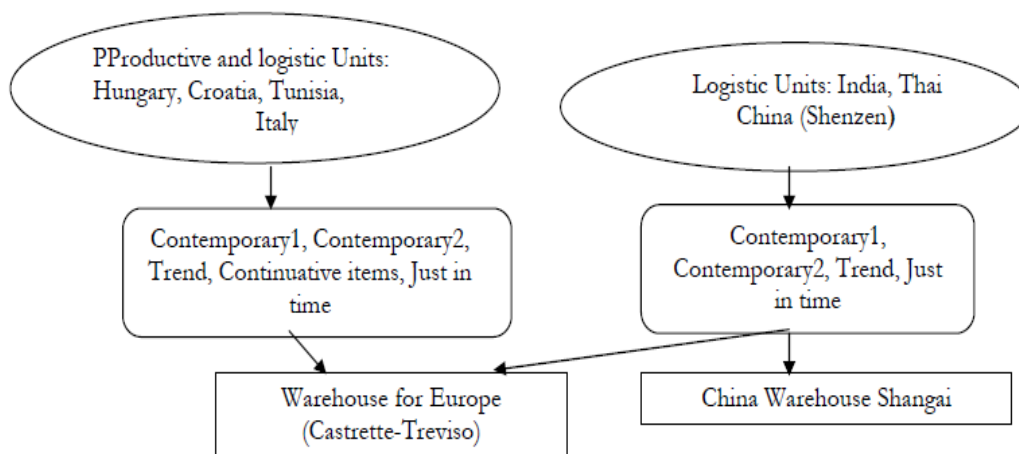 PProductive and logistic Units:
Hungary, Croatia, Tunisia,
Italy
Logistic Units: India, Thai
China (Shenzen)
Contemporary1, Contemporary2,
Trend, Continuative items, Just in
time
Contemporary1,
Contemporary2, Trend, Just
in time
Warehouse for Europe
(Castrette-Treviso)
China Warehouse Shangai